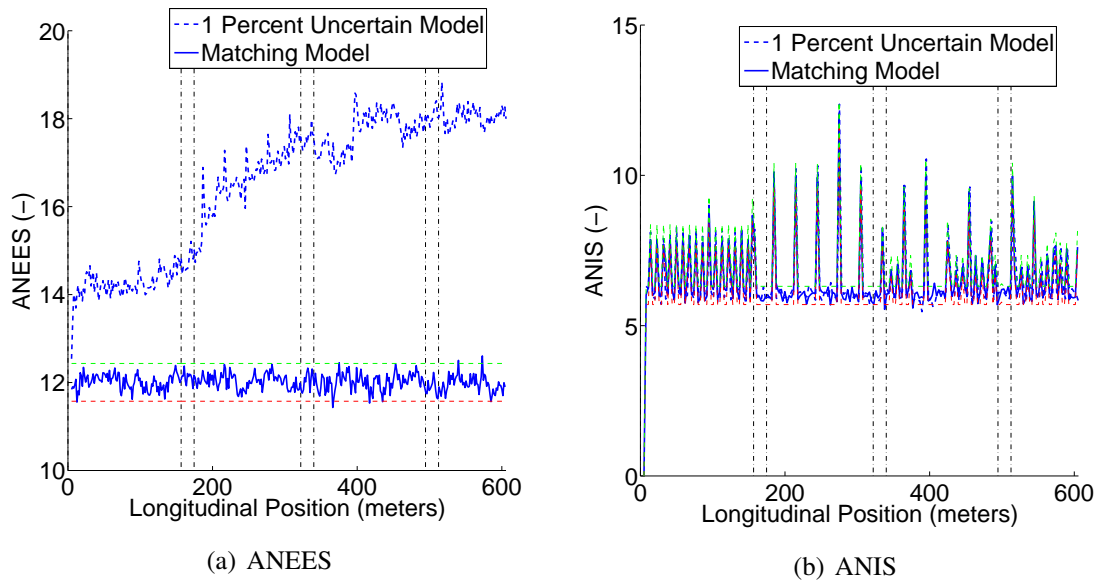 1 Percent Uncertain Model
Matching Model
20
18
16
14
12
10
ANEES (−)
0
200
400
600
Longitudinal Position (meters)
(a) ANEES
1 Percent Uncertain Model
Matching Model
15
10
5
0
ANIS (−)
0
200
400
600
Longitudinal Position (meters)
(b) ANIS